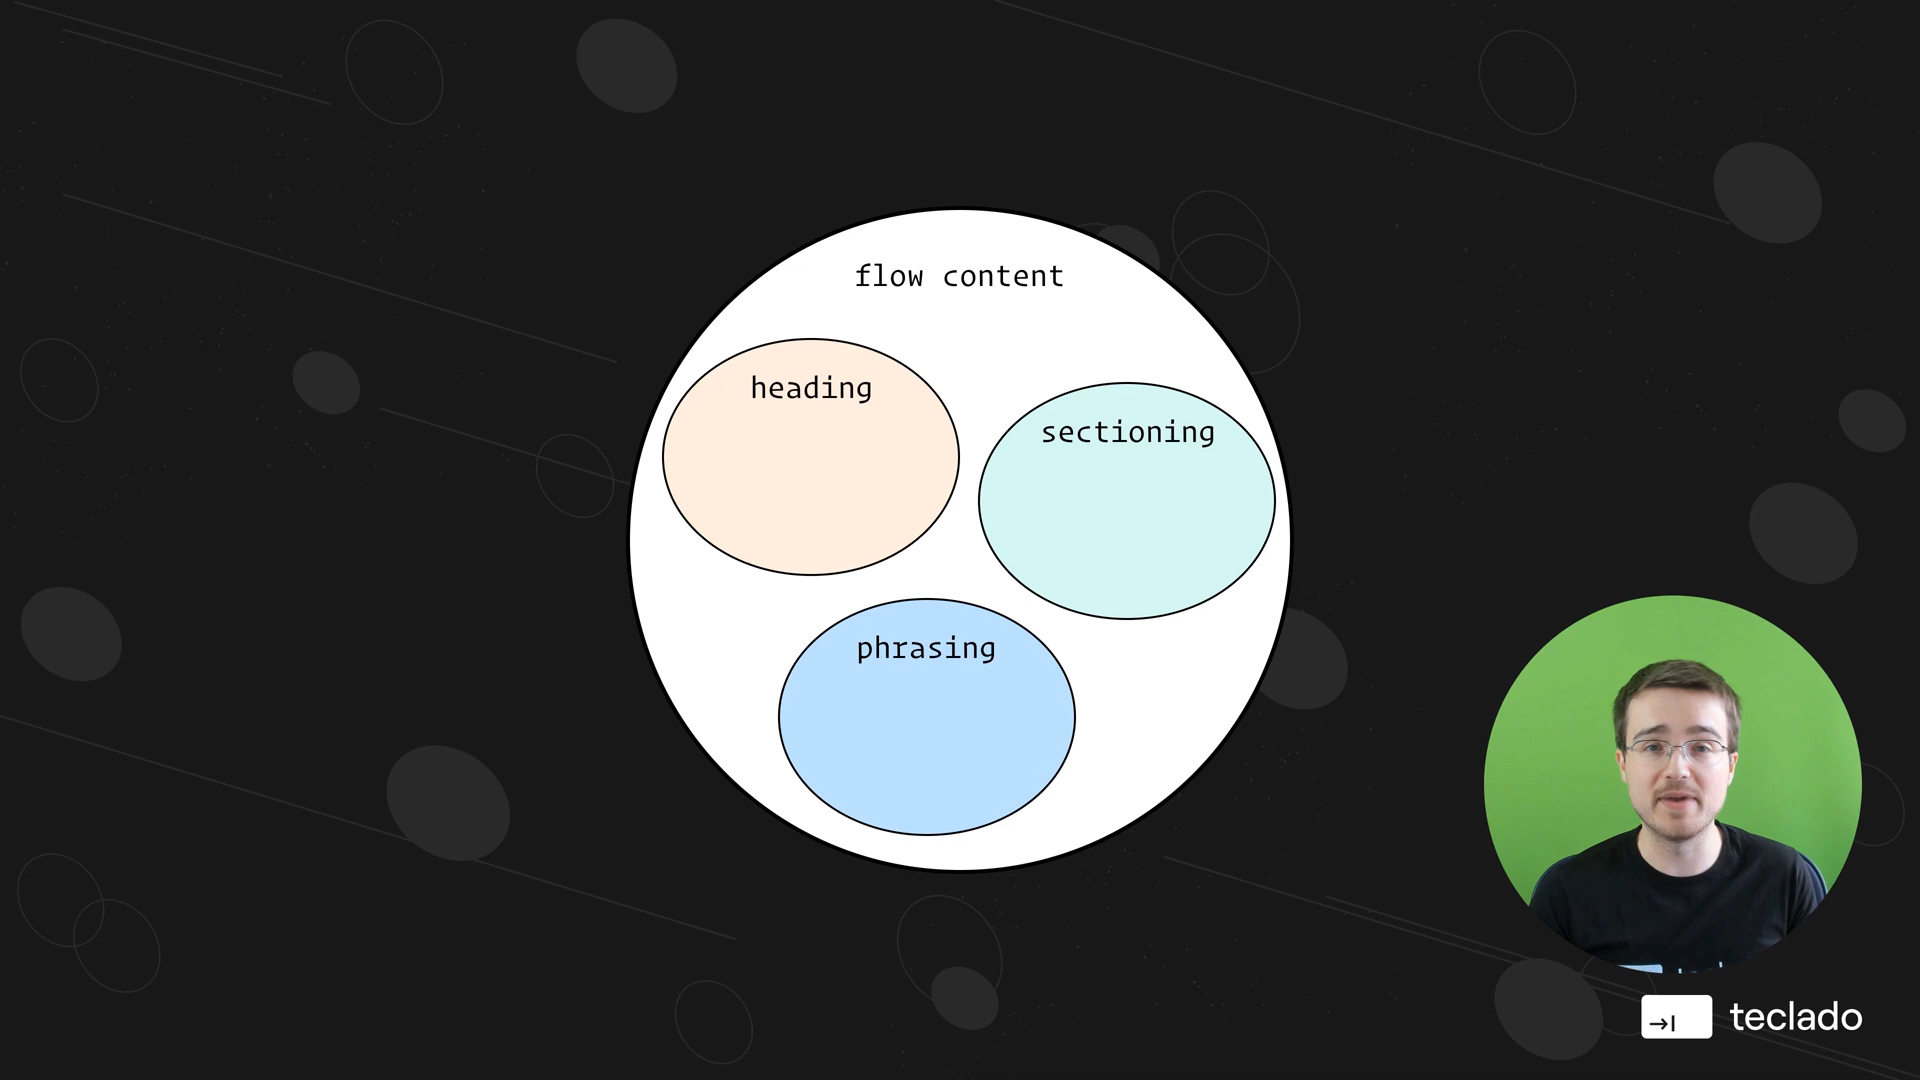 flow content
heading
sectioning
phrasing
teclado